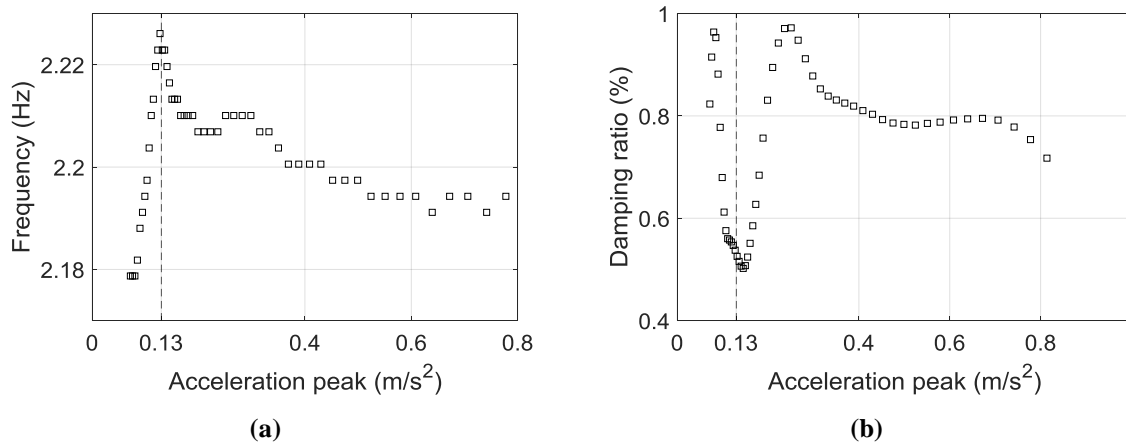 Frequency (Hz)
2.22
2.2
2.18
0
0.13
0.4
0.6
0.8
Acceleration peak (m/s²)
(a)
Damping ratio (%)
1
0.8
0.6
0.4
0
0.13
0.4
0.6
0.8
Acceleration peak (m/s²)
(b)